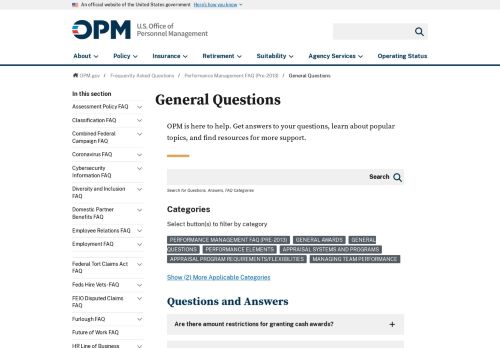 An official website of the United States government Here's how you know
OPM U.S. Office of
Personnel Management
About Policy Insurance Retirement Suitability Agency Services Operating Status
OPM.gov / Frequently Asked Questions / Performance Management FAQ (Pre-2013) / General Questions
In this section
Assessment Policy FAQ
Classification FAQ
Combined Federal
Campaign FAQ
Coronavirus FAQ
Cybersecurity
Information FAQ
Diversity and Inclusion
FAQ
Domestic Partner
Benefits FAQ
Employee Relations FAQ
Employment FAQ
Federal Tort Claims Act
FAQ
Feds Hire Vets - FAQ
FEIO Disputed Claims
FAQ
Furlough FAQ
Future of Work FAQ
HR Line of Business
General Questions
OPM is here to help. Get answers to your questions, learn about popular
topics, and find resources for more support.
Search
Search for Questions, Answers, FAQ Categories
Categories
Select button(s) to filter by category
PERFORMANCE MANAGEMENT FAQ (PRE-2013) GENERAL AWARDS GENERAL
QUESTIONS PERFORMANCE ELEMENTS APPRAISAL SYSTEMS AND PROGRAMS
APPRAISAL PROGRAM REQUIREMENTS/FLEXIBILITIES MANAGING TEAM PERFORMANCE
Show (2) More Applicable Categories
Questions and Answers
Are there amount restrictions for granting cash awards?